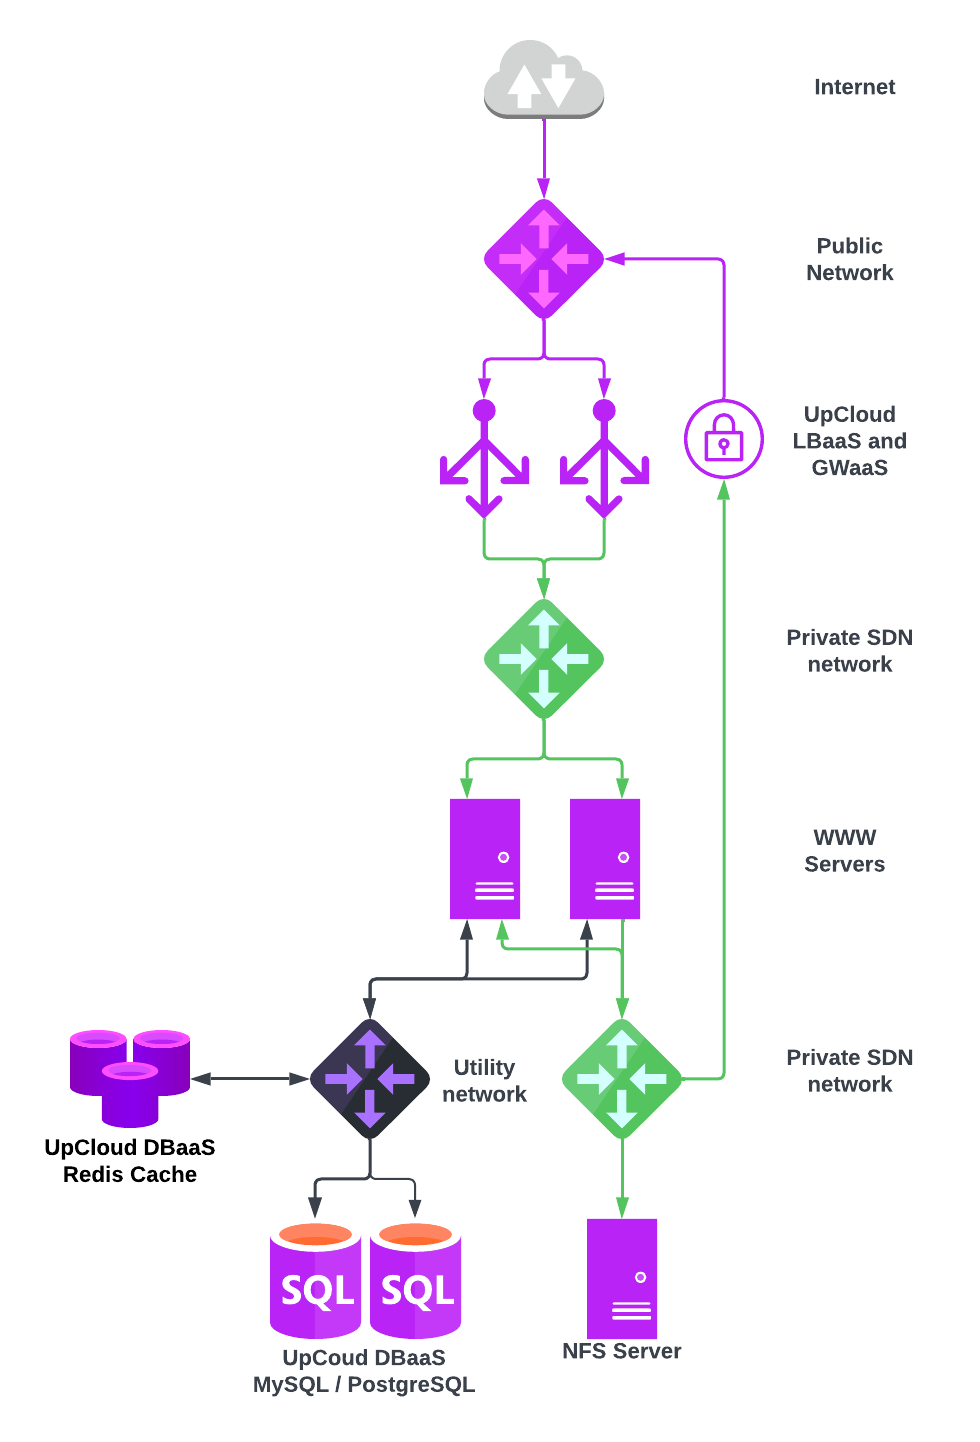 Internet
Public
Network
UpCloud
LBaaS and
GWaaS
Private SDN
network
WWW
Servers
Utility
network
Private SDN
network
UpCloud DBaaS
Redis Cache
SQL
SQL
UpCoud DBaaS
MySQL / PostgreSQL
NFS Server